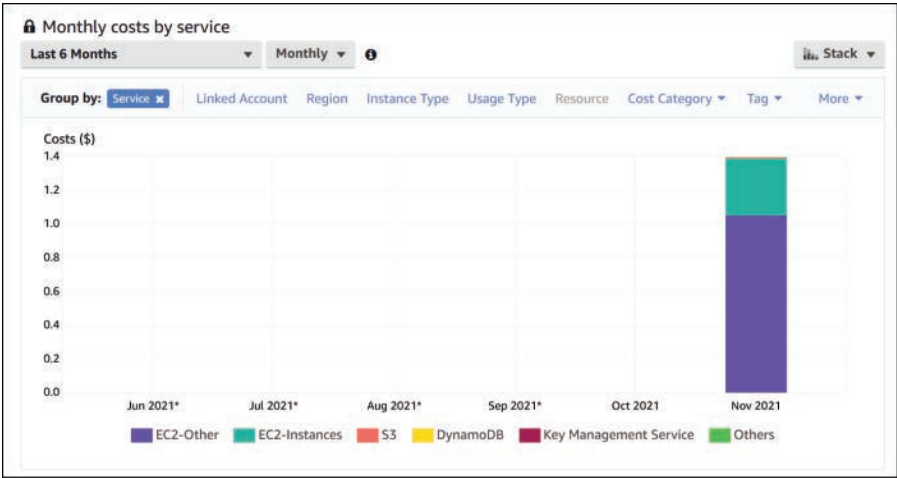 Monthly costs by service
Last 6 Months Monthly Stack
Group by: Service x Linked Account Region Instance Type Usage Type Resource Cost Category Tag More
Costs ($)
1.4
1.2
1.0
0.8
0.6
0.4
0.2
0.0
Jun 2021* Jul 2021* Aug 2021* Sep 2021* Oct 2021 Nov 2021
EC2-Other EC2-Instances S3 DynamoDB Key Management Service Others